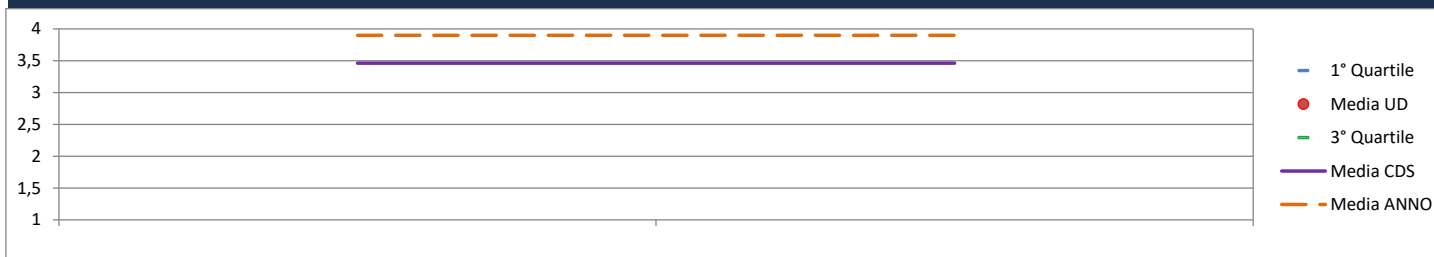 4
3,5
3
2,5
2
1,5
1
1° Quartile
Media UD
3° Quartile
Media CDS
Media ANNO